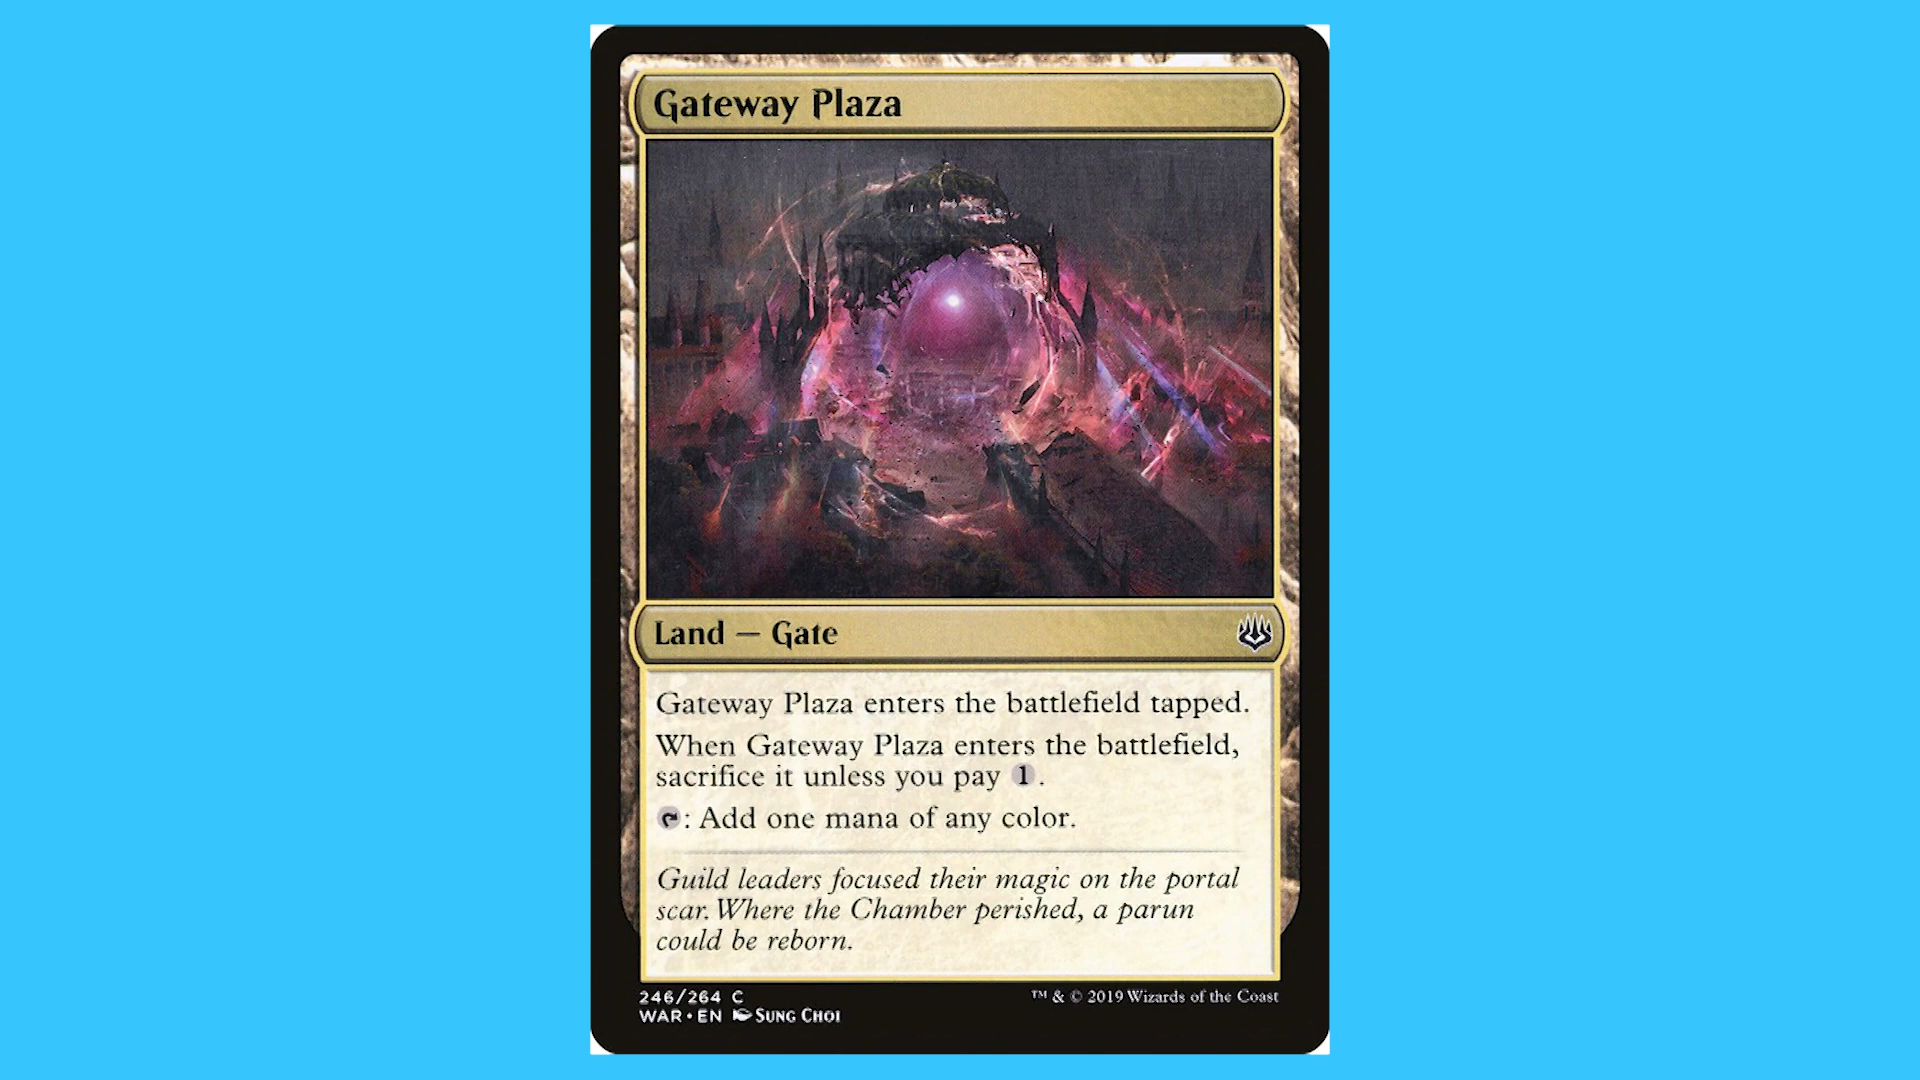 Gateway Plaza
Land — Gate
Gateway Plaza enters the battlefield tapped.
When Gateway Plaza enters the battlefield,
sacrifice it unless you pay 1.
: Add one mana of any color.
Guild leaders focused their magic on the portal
scar. Where the Chamber perished, a parun
could be reborn.
246/264 C
™ & © 2019 Wizards of the Coast
WAR • EN Sung Choi